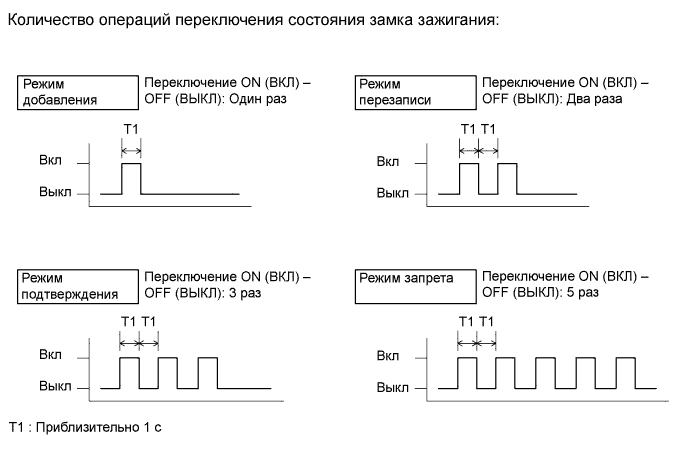 Количество операций переключения состояния замка зажигания:
Режим
добавления
Переключение ON (ВКЛ) –
OFF (ВЫКЛ): Один раз
T1
Вкл
Выкл
Режим
перезаписи
Переключение ON (ВКЛ) –
OFF (ВЫКЛ): Два раза
T1 T1
Вкл
Выкл
Режим
подтверждения
Переключение ON (ВКЛ) –
OFF (ВЫКЛ): 3 раз
T1 T1
Вкл
Выкл
Режим запрета
Переключение ON (ВКЛ) –
OFF (ВЫКЛ): 5 раз
T1 T1
Вкл
Выкл
T1 : Приблизительно 1 с